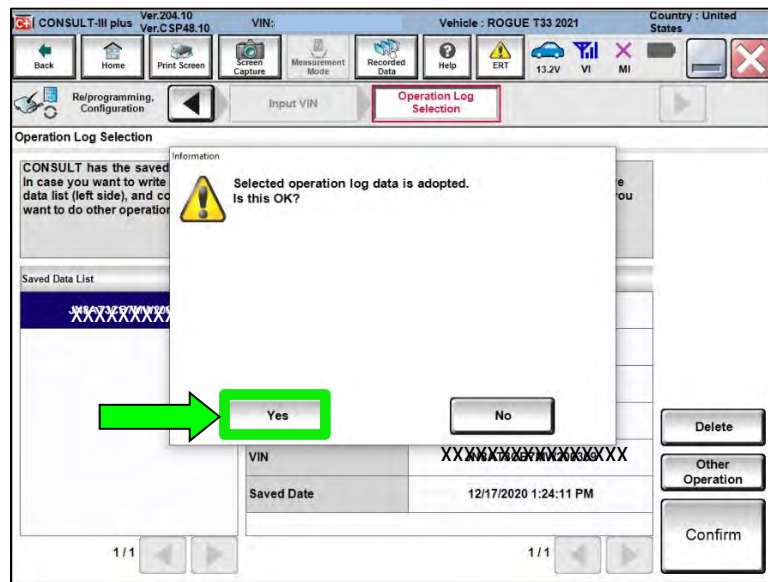 CONSULT-III plus Ver.204.10
Ver.CSP48.10
VIN:
Vehicle : ROGUE T33 2021
Country : United States
Back
Home
Print Screen
Screen Capture
Measurement Mode
Recorded Data
Help
ERT
13.2V
VI
MI
Re/programming, Configuration
Input VIN
Operation Log Selection
Operation Log Selection
CONSULT has the saved
In case you want to write
data list (left side), and co
want to do other operation
e
ou
Information
Selected operation log data is adopted.
Is this OK?
Saved Data List
Yes
No
VIN
Saved Date
12/17/2020 1:24:11 PM
1/1
1/1
Delete
Other Operation
Confirm